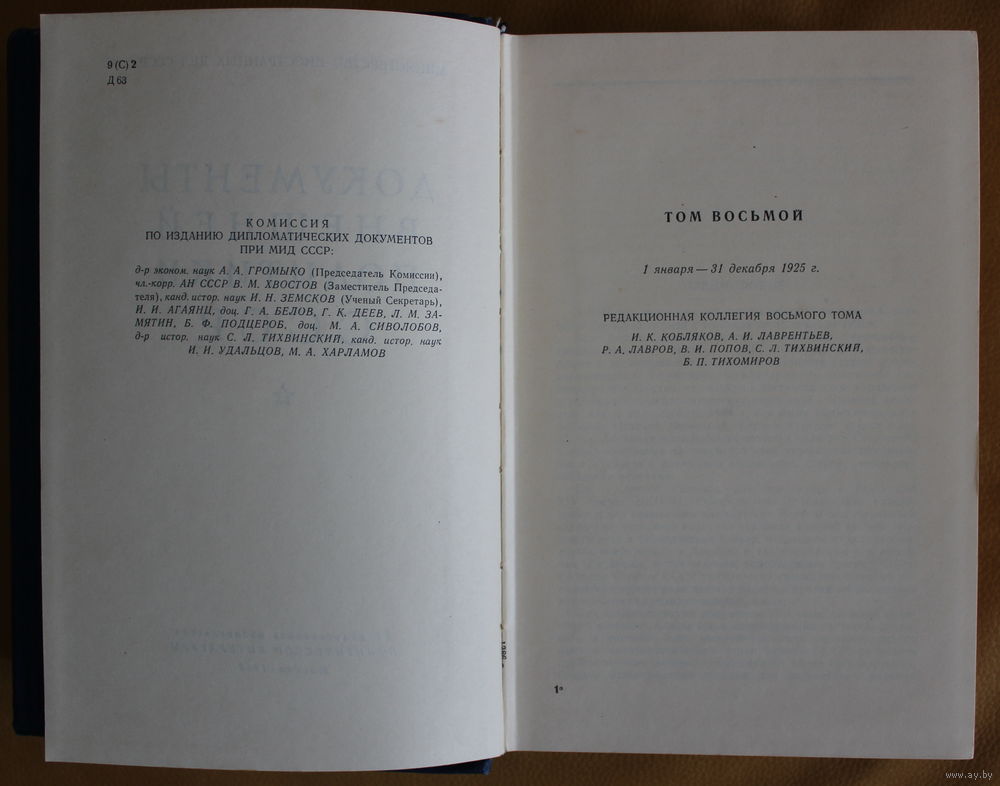 9 (С) 2
Д 63
ДОКУМЕНТЫ
КОМИССИЯ
ПО ИЗДАНИЮ ДИПЛОМАТИЧЕСКИХ ДОКУМЕНТОВ
ПРИ МИД СССР:
д-р эконом. наук А. А. ГРОМЫКО (Председатель Комиссии),
чл.-корр. АН СССР В. М. ХВОСТОВ (Заместитель Председа-
теля), канд. истор. наук И. Н. ЗЕМСКОВ (Ученый Секретарь),
И. И. АГАЯНЦ, доц. Г. А. БЕЛОВ, Г. К. ДЕЕВ, Л. М. ЗА-
МЯТИН, Б. Ф. ПОДЦЕРОБ, доц. М. А. СИВОЛОБОВ,
д-р истор. наук С. Л. ТИХВИНСКИЙ, канд. истор. наук
И. И. УДАЛЬЦОВ, М. А. ХАРЛАМОВ
ТОМ ВОСЬМОЙ
1 января — 31 декабря 1925 г.
РЕДАКЦИОННАЯ КОЛЛЕГИЯ ВОСЬМОГО ТОМА
И. К. КОБЛЯКОВ, А. И. ЛАВРЕНТЬЕВ,
Р. А. ЛАВРОВ, В. И. ПОПОВ, С. Л. ТИХВИНСКИЙ,
Б. П. ТИХОМИРОВ
1*
www.ay.by